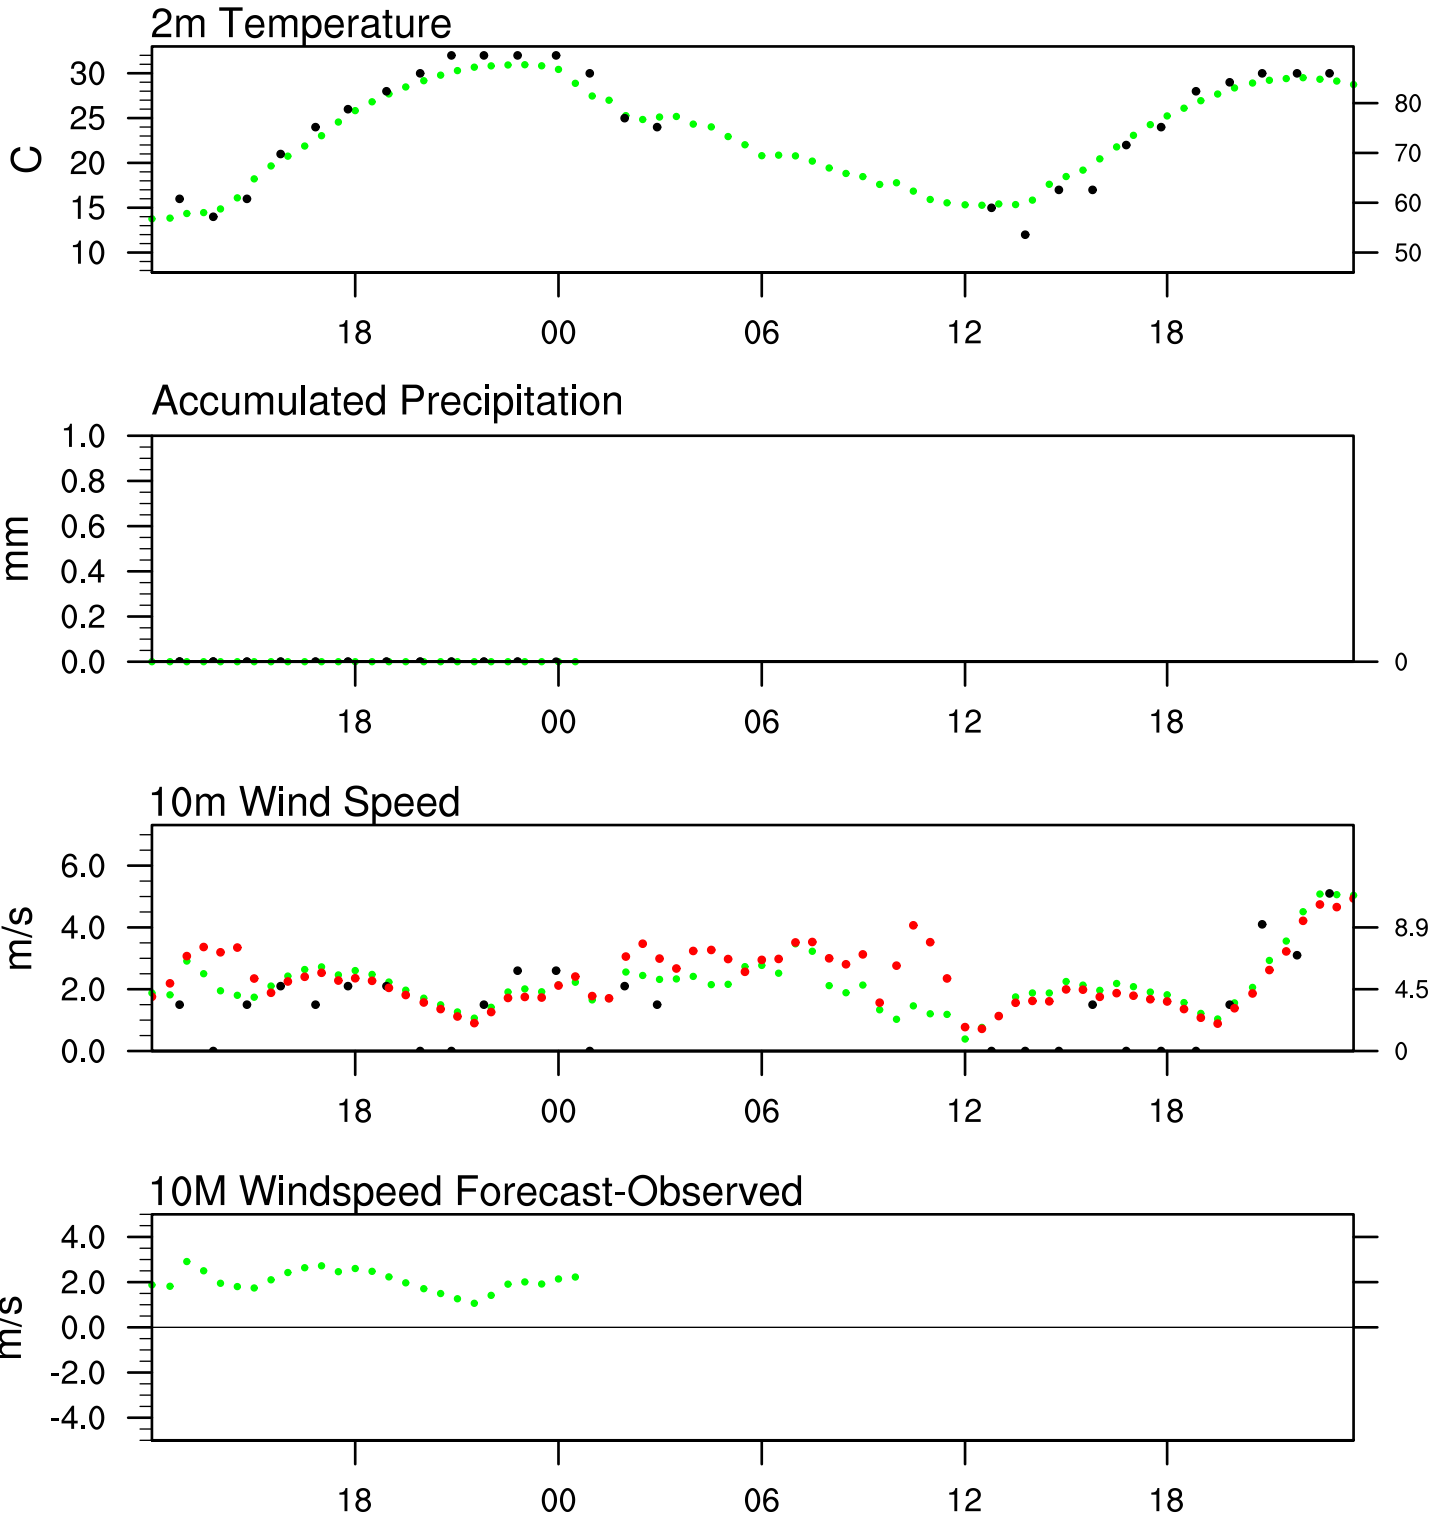 2m Temperature
C
30
25
20
15
10
80
70
60
50
18 00 06 12 18
Accumulated Precipitation
mm
1.0
0.8
0.6
0.4
0.2
0.0
0
18 00 06 12 18
10m Wind Speed
m/s
6.0
4.0
2.0
0.0
8.9
4.5
0
18 00 06 12 18
10M Windspeed Forecast-Observed
m/s
4.0
2.0
0.0
-2.0
-4.0
18 00 06 12 18